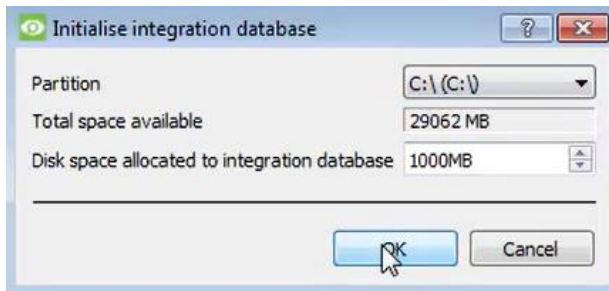 Initialise integration database
Partition C:\ (C:\)
Total space available 29062 MB
Disk space allocated to integration database 1000MB
OK Cancel